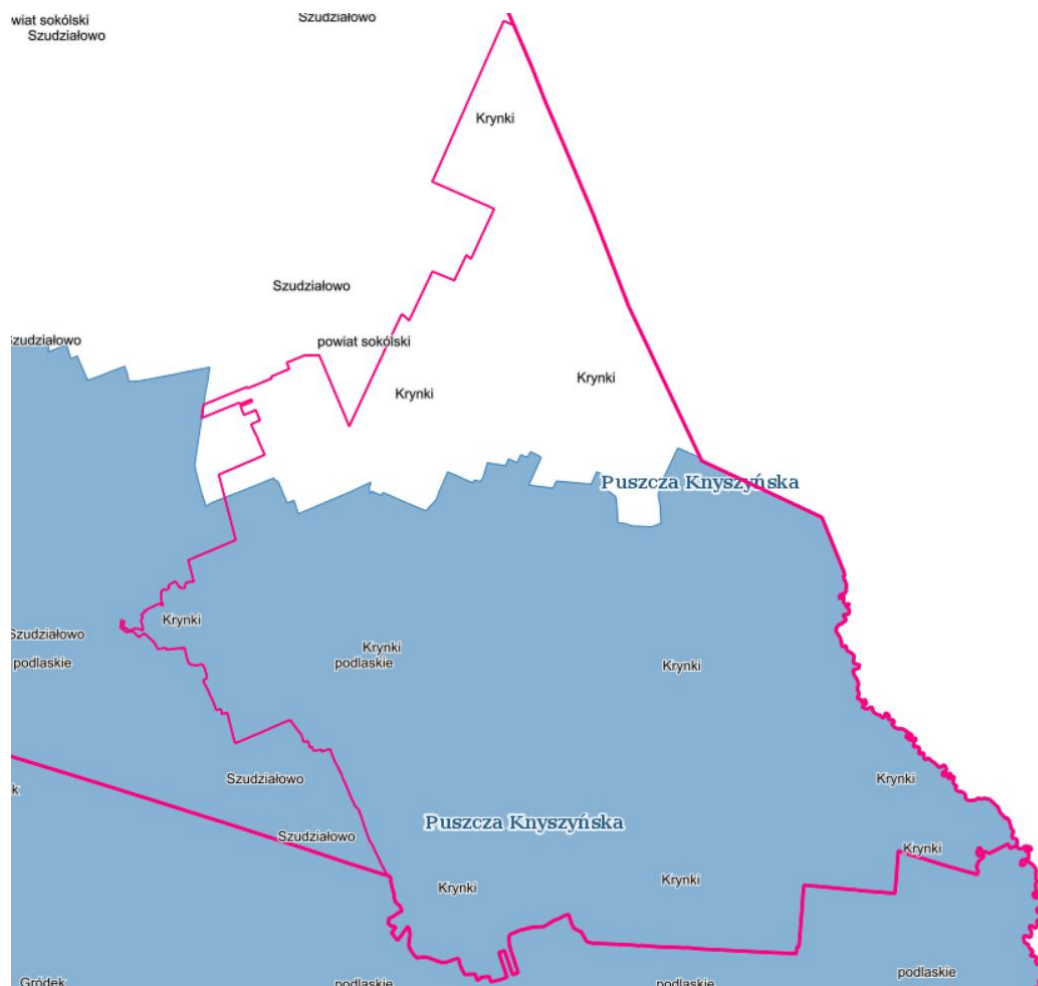 wiat sokólski
Szudziałowo
Szudziałowo
Krynki
Szudziałowo
zudziałowo
powiat sokólski
Krynki
Krynki
Puszcza Knyszyńska
Krynki
Szudziałowo
podlaskie
Krynki
podlaskie
Krynki
Szudziałowo
Krynki
k
Puszcza Knyszyńska
Szudziałowo
Krynki
Krynki
Krynki
Gródek
podlaskie
podlaskie
podlaskie